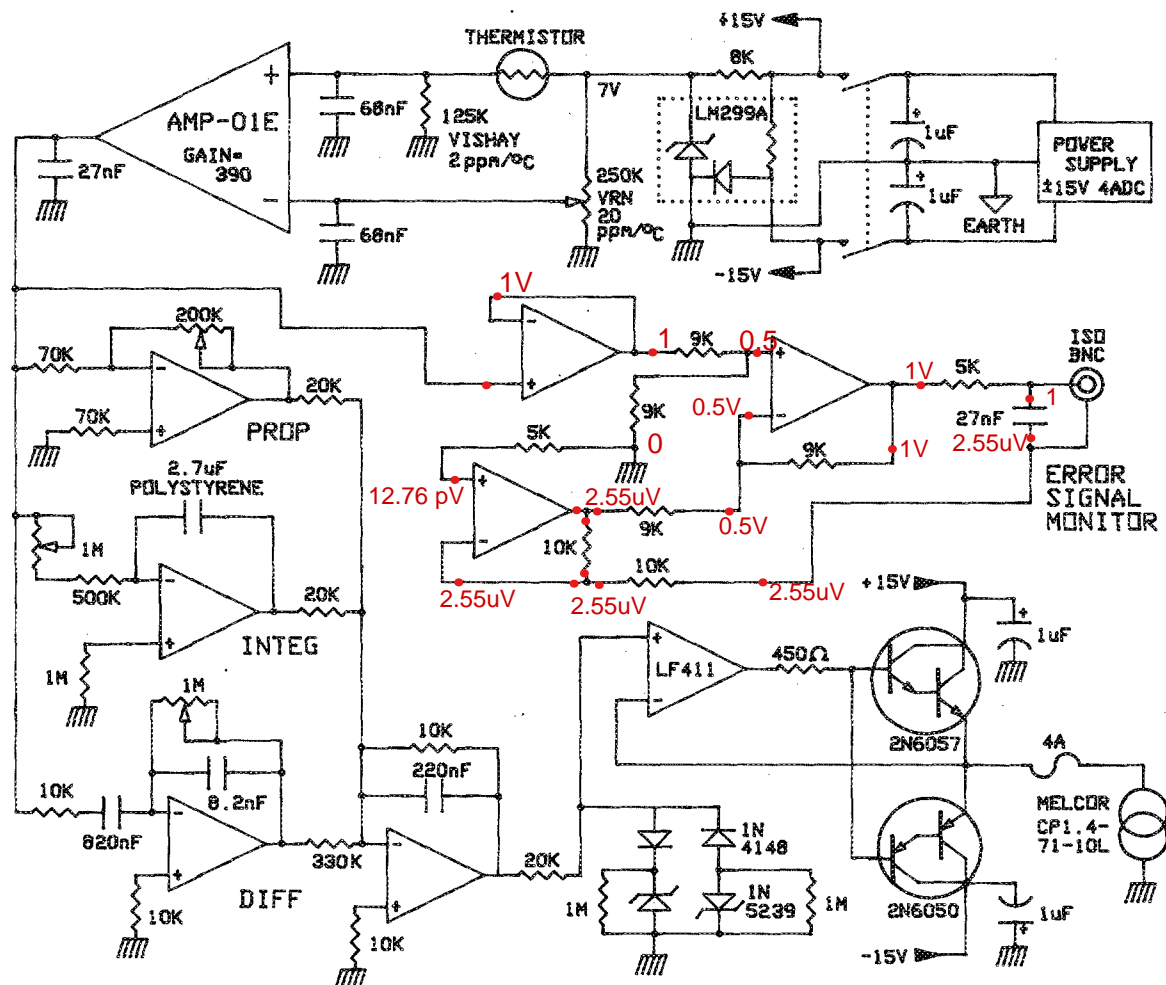 +15V
THERMISTOR
8K
7V
LM299A
AMP-01E
GAIN=
390
+
-
68nF
125K
VISHAY
2ppm/°C
27nF
68nF
250K
VRN
20
ppm/°C
+
1uF
+
1uF
POWER
SUPPLY
±15V 4ADC
EARTH
-15V
1V
200K
70K
20K
70K
PROP
-
+
-
+
1
9K
0.5
+
-
0.5V
1V
5K
1
ISO
BNC
9K
0
5K
27nF
2.55uV
1V
9K
ERROR
SIGNAL
MONITOR
2.7uF
POLYSTYRENE
12.76 pV
+
-
2.55uV
9K
0.5V
10K
10K
2.55uV
2.55uV
2.55uV
1M
500K
20K
-
+
1M
INTEG
+15V
+
1uF
+
LF411
-
450Ω
2N6057
1M
8.2nF
10K
820nF
-
+
10K
DIFF
330K
10K
220nF
-
+
10K
20K
1N
4148
1M
1N
5239
1M
4A
MELCOR
CP1.4-
71-10L
2N6050
1uF
+
-15V